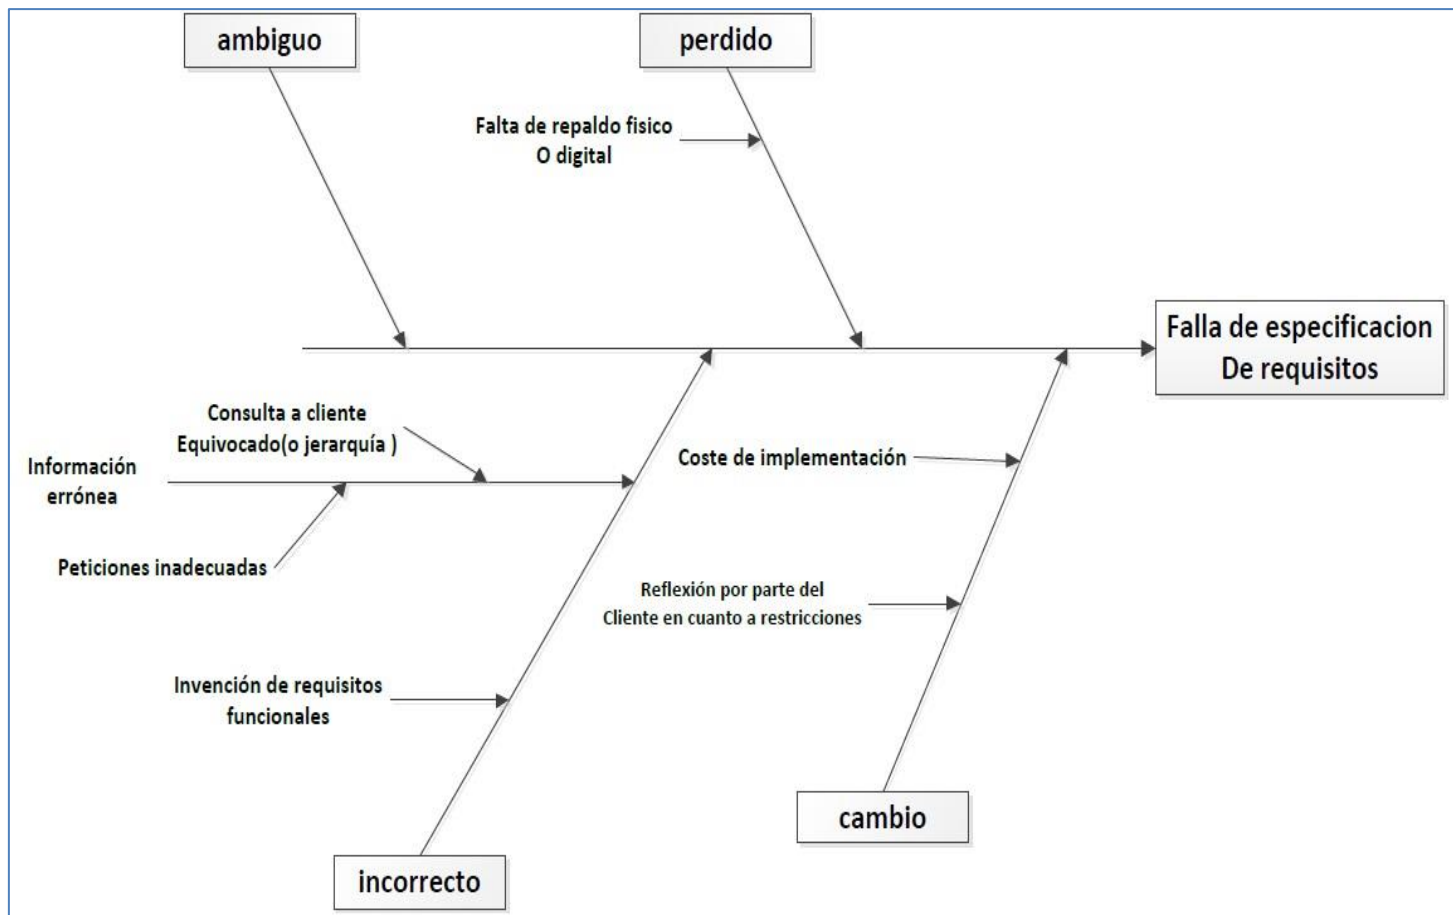 ambiguo
perdido
Falta de repaldo fisico
O digital
Falla de especificacion
De requisitos
Consulta a cliente
Equivocado(o jerarquía )
Información
errónea
Peticiones inadecuadas
Coste de implementación
Reflexión por parte del
Cliente en cuanto a restricciones
Invención de requisitos
funcionales
cambio
incorrecto